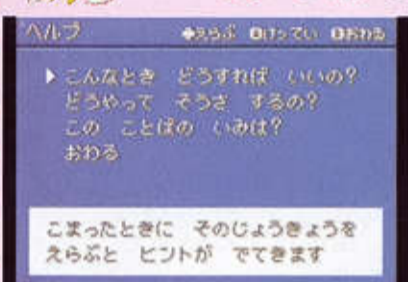 ヘルプ えらぶ けってい おわる
▶ こんなとき どうすれば いいの?
どうやって そうさ するの?
この ことばの いみは?
おわる
こまったときに そのじょうきょうを
えらぶと ヒントが でてきます